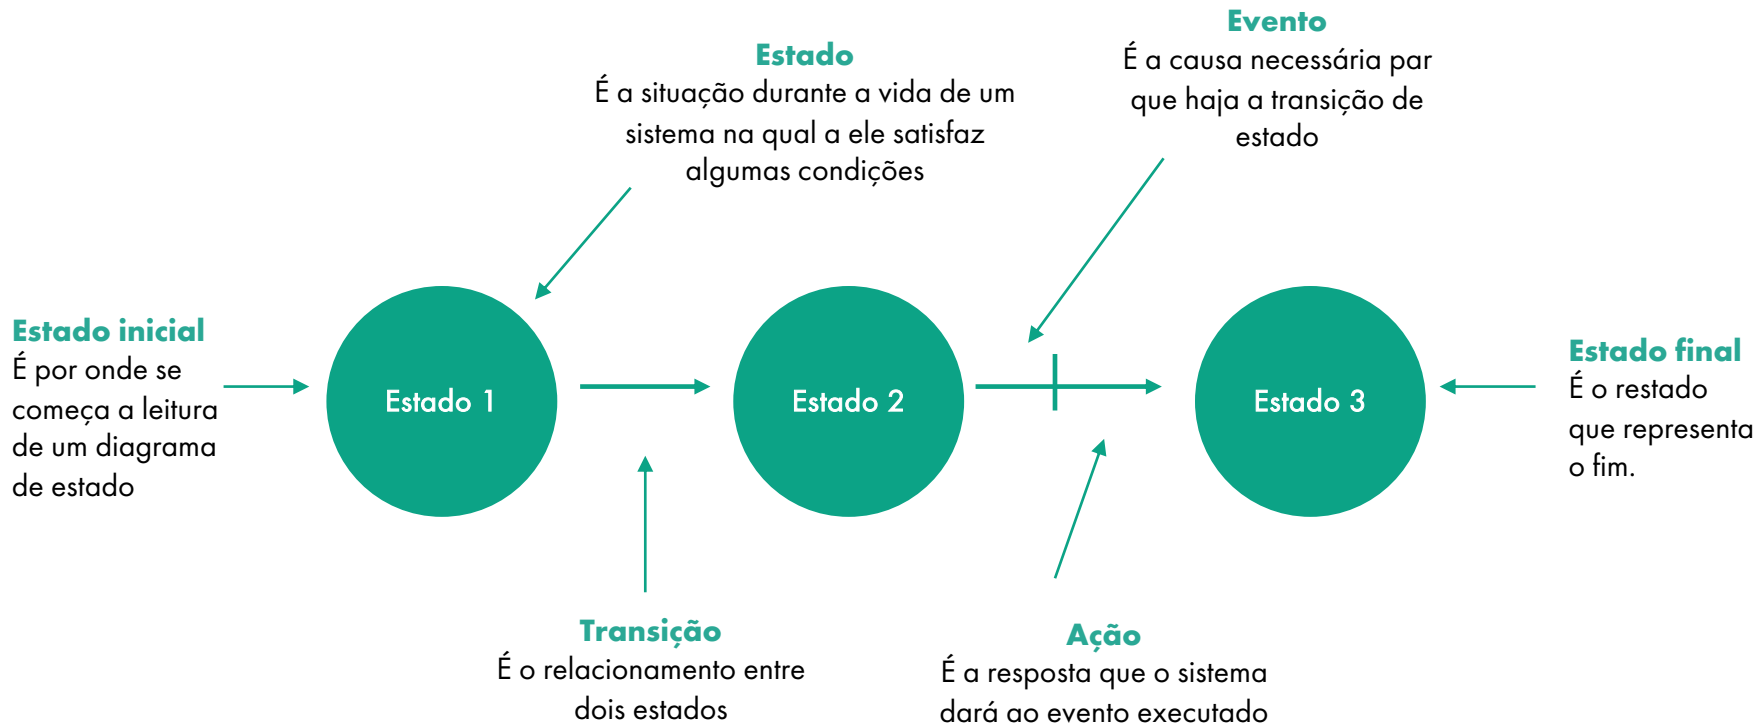 Evento
É a causa necessária par
que haja a transição de
estado
Estado
É a situação durante a vida de um
sistema na qual a ele satisfaz
algumas condições
Estado inicial
É por onde se
começa a leitura
de um diagrama
de estado
Estado 1
Estado 2
Estado 3
Estado final
É o restado
que representa
o fim.
Transição
É o relacionamento entre
dois estados
Ação
É a resposta que o sistema
dará ao evento executado